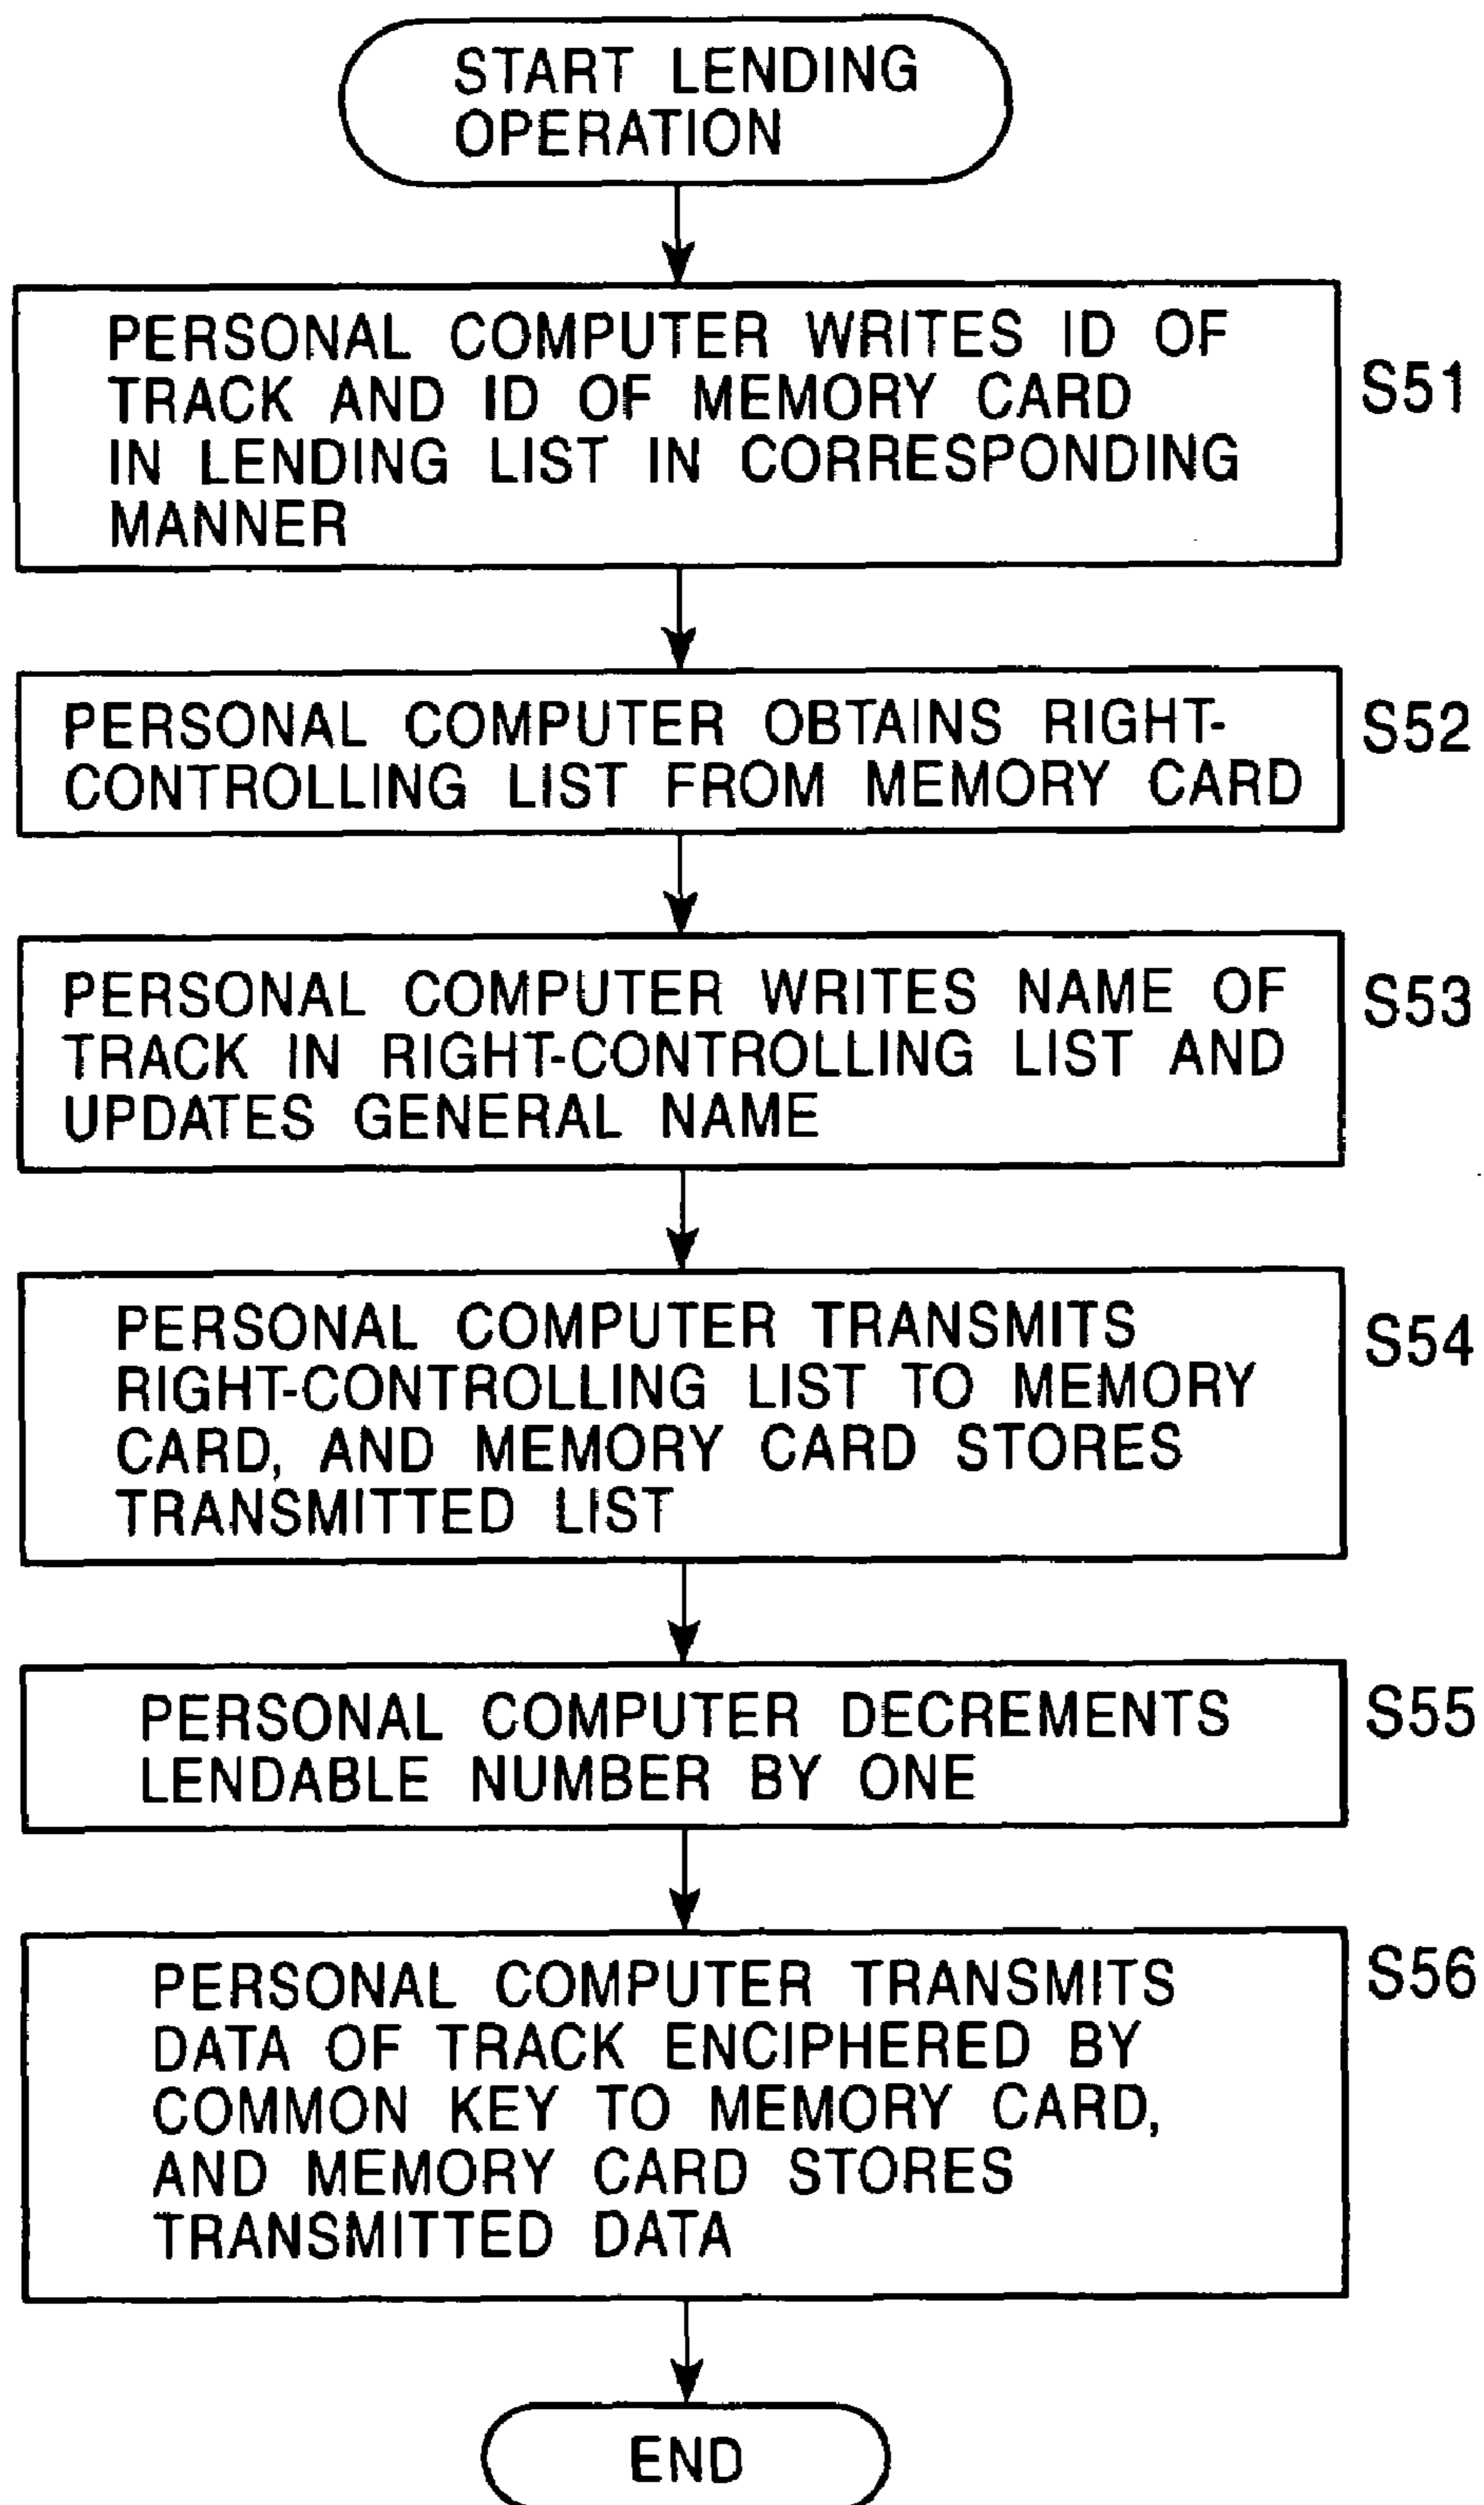 START LENDING
OPERATION
PERSONAL COMPUTER WRITES ID OF
TRACK AND ID OF MEMORY CARD
IN LENDING LIST IN CORRESPONDING
MANNER
S51
PERSONAL COMPUTER OBTAINS RIGHT-
CONTROLLING LIST FROM MEMORY CARD
S52
PERSONAL COMPUTER WRITES NAME OF
TRACK IN RIGHT-CONTROLLING LIST AND
UPDATES GENERAL NAME
S53
PERSONAL COMPUTER TRANSMITS
RIGHT-CONTROLLING LIST TO MEMORY
CARD, AND MEMORY CARD STORES
TRANSMITTED LIST
S54
PERSONAL COMPUTER DECREMENTS
LENDABLE NUMBER BY ONE
S55
PERSONAL COMPUTER TRANSMITS
DATA OF TRACK ENCIPHERED BY
COMMON KEY TO MEMORY CARD,
AND MEMORY CARD STORES
TRANSMITTED DATA
S56
END